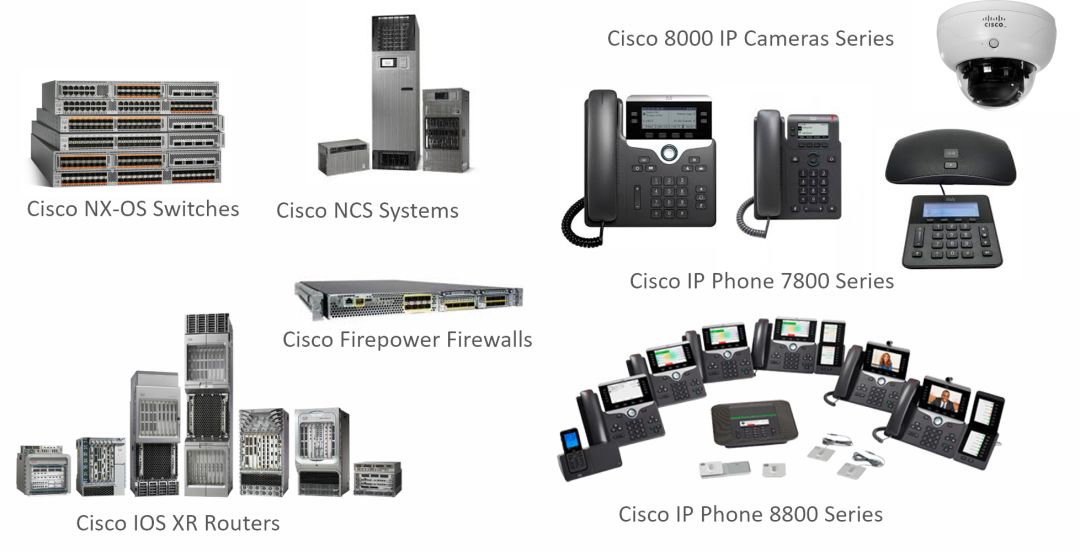 Cisco 8000 IP Cameras Series
CISCO
Cisco NX-OS Switches
Cisco NCS Systems
Cisco IP Phone 7800 Series
Cisco Firepower Firewalls
Cisco IOS XR Routers
Cisco IP Phone 8800 Series